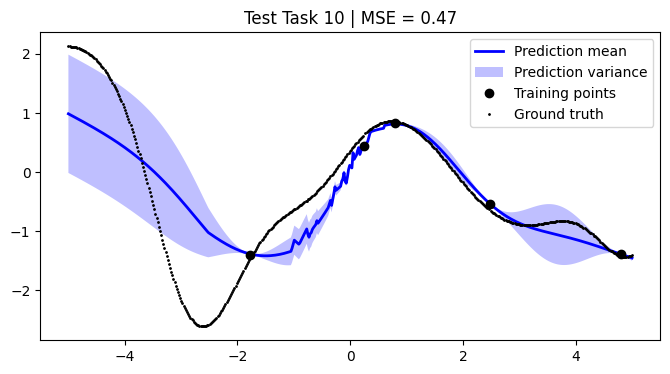 Test Task 10 | MSE = 0.47
Prediction mean
Prediction variance
Training points
Ground truth
2
1
0
−1
−2
−4
−2
0
2
4